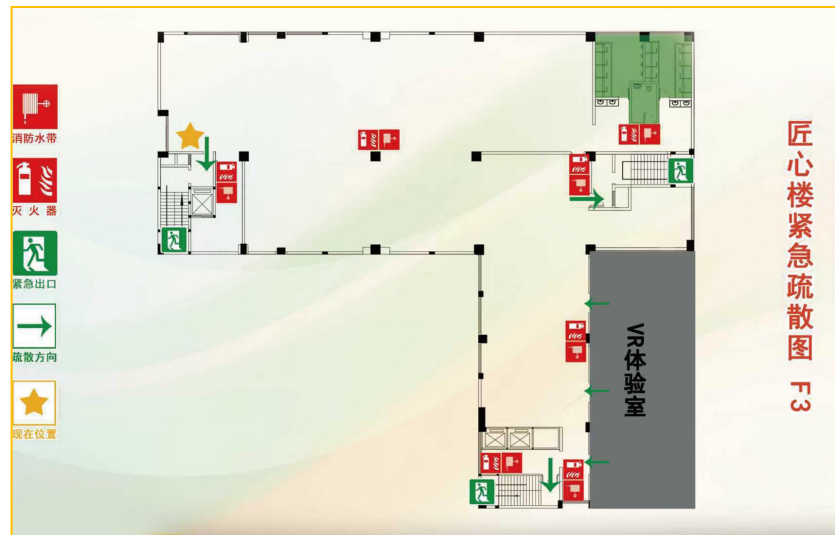 消防水带
灭火器
紧急出口
疏散方向
现在位置
VR体验室
匠心楼紧急疏散图 F3